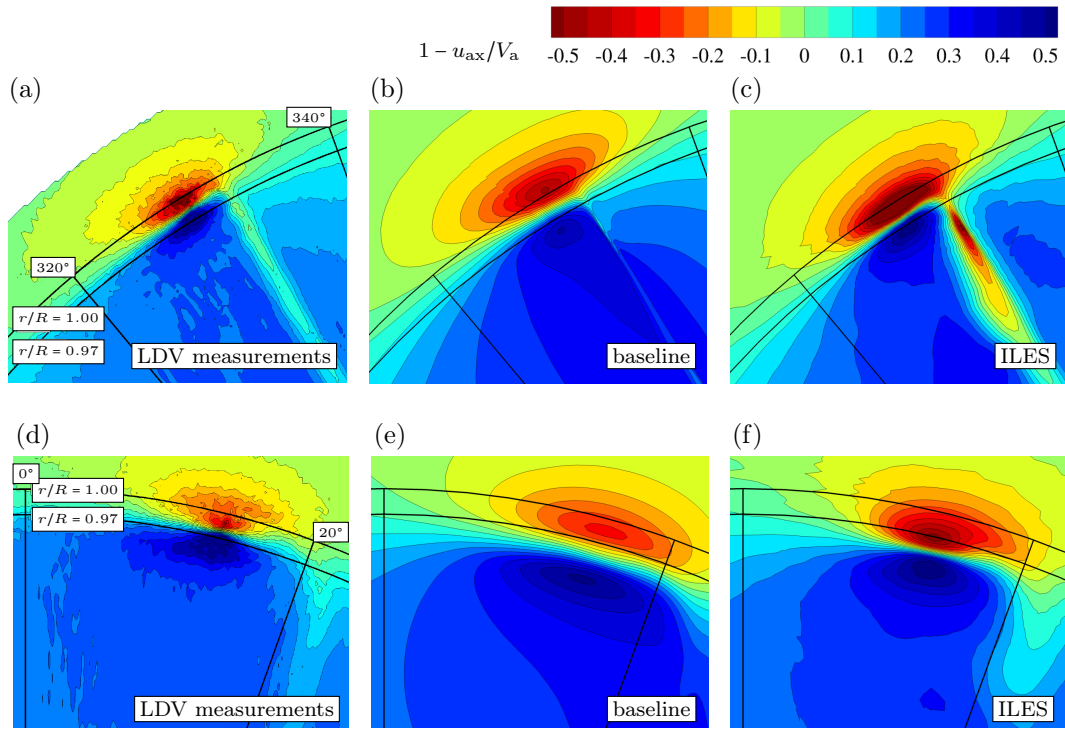 1 − u_ax/V_a
-0.5 -0.4 -0.3 -0.2 -0.1 0 0.1 0.2 0.3 0.4 0.5
(a) (b) (c)
340°
320°
r/R = 1.00
r/R = 0.97
LDV measurements
baseline
ILES
(d) (e) (f)
0°
r/R = 1.00
r/R = 0.97
20°
LDV measurements
baseline
ILES